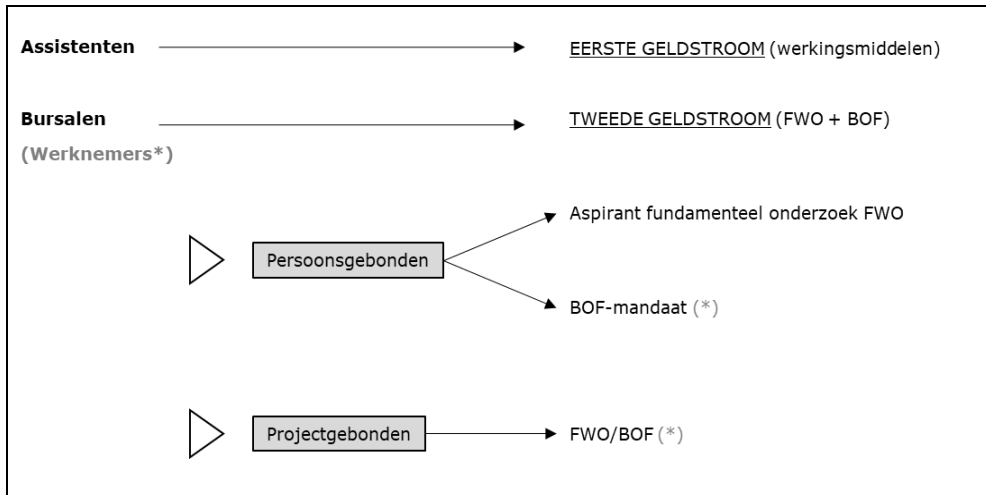 Assistenten
EERSTE GELDSTROOM (werkingsmiddelen)
Bursalen
TWEEDE GELDSTROOM (FWO + BOF)
(Werknemers*)
Aspirant fundamenteel onderzoek FWO
Persoonsgebonden
BOF-mandaat (*)
Projectgebonden
FWO/BOF (*)